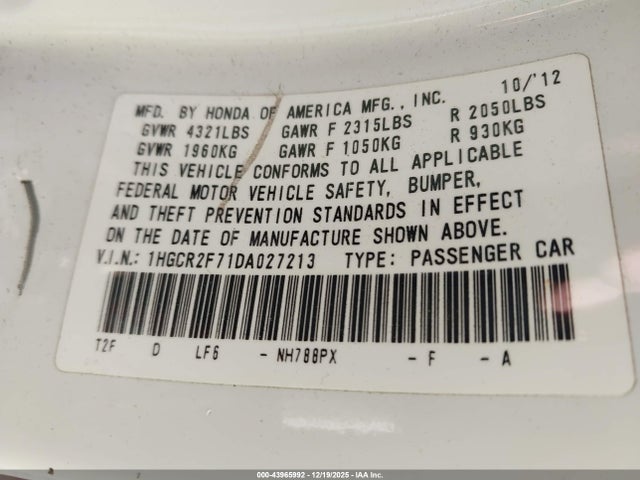 10/'12
MFD. BY HONDA OF AMERICA MFG., INC.
GVWR 4321LBS GAWR F 2315LBS R 2050LBS
GVWR 1960KG GAWR F 1050KG R 930KG
THIS VEHICLE CONFORMS TO ALL APPLICABLE
FEDERAL MOTOR VEHICLE SAFETY, BUMPER,
AND THEFT PREVENTION STANDARDS IN EFFECT
ON THE DATE OF MANUFACTURE SHOWN ABOVE.
V.I.N.: 1HGCR2F71DA027213 TYPE: PASSENGER CAR
T2F D LF6 - NH788PX - F - A
000-43965992 - 12/19/2025 - IAA Inc.